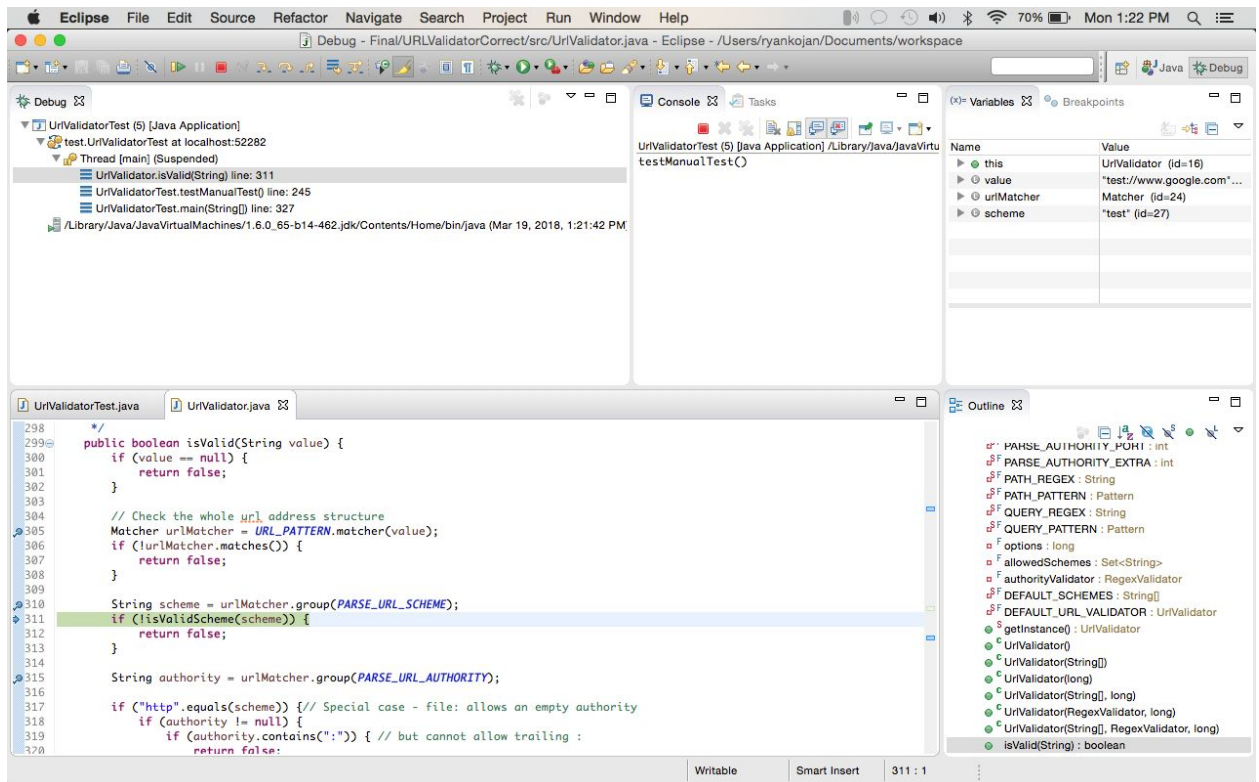 Eclipse File Edit Source Refactor Navigate Search Project Run Window Help 70% Mon 1:22 PM
Debug - Final/URLValidatorCorrect/src/UrlValidator.java - Eclipse - /Users/ryankojan/Documents/workspace
Java Debug
Debug
UrlValidatorTest (5) [Java Application]
test.UrlValidatorTest at localhost:52282
Thread [main] (Suspended)
UrlValidator.isValid(String) line: 311
UrlValidatorTest.testManualTest() line: 245
UrlValidatorTest.main(String[]) line: 327
/Library/Java/JavaVirtualMachines/1.6.0_65-b14-462.jdk/Contents/Home/bin/java (Mar 19, 2018, 1:21:42 PM
Console Tasks
UrlValidatorTest (5) [Java Application] /Library/Java/JavaVirtu
testManualTest()
(x)= Variables Breakpoints
Name Value
this UrlValidator (id=16)
value "test://www.google.com"...
urlMatcher Matcher (id=24)
scheme "test" (id=27)
UrlValidatorTest.java UrlValidator.java
298 */
299 public boolean isValid(String value) {
300 if (value == null) {
301 return false;
302 }
303
304 // Check the whole url address structure
305 Matcher urlMatcher = URL_PATTERN.matcher(value);
306 if (!urlMatcher.matches()) {
307 return false;
308 }
309
310 String scheme = urlMatcher.group(PARSE_URL_SCHEME);
311 if (!isValidScheme(scheme)) {
312 return false;
313 }
314
315 String authority = urlMatcher.group(PARSE_URL_AUTHORITY);
316
317 if ("http".equals(scheme)) {// Special case - file: allows an empty authority
318 if (authority != null) {
319 if (authority.contains(":")) { // but cannot allow trailing :
320 return false;
Outline
PARSE_AUTHORITY_PORT : int
PARSE_AUTHORITY_EXTRA : int
PATH_REGEX : String
PATH_PATTERN : Pattern
QUERY_REGEX : String
QUERY_PATTERN : Pattern
options : long
allowedSchemes : Set<String>
authorityValidator : RegexValidator
DEFAULT_SCHEMES : String[]
DEFAULT_URL_VALIDATOR : UrlValidator
getInstance() : UrlValidator
UrlValidator()
UrlValidator(String[])
UrlValidator(long)
UrlValidator(String[], long)
UrlValidator(RegexValidator, long)
UrlValidator(String[], RegexValidator, long)
isValid(String) : boolean
Writable Smart Insert 311 : 1